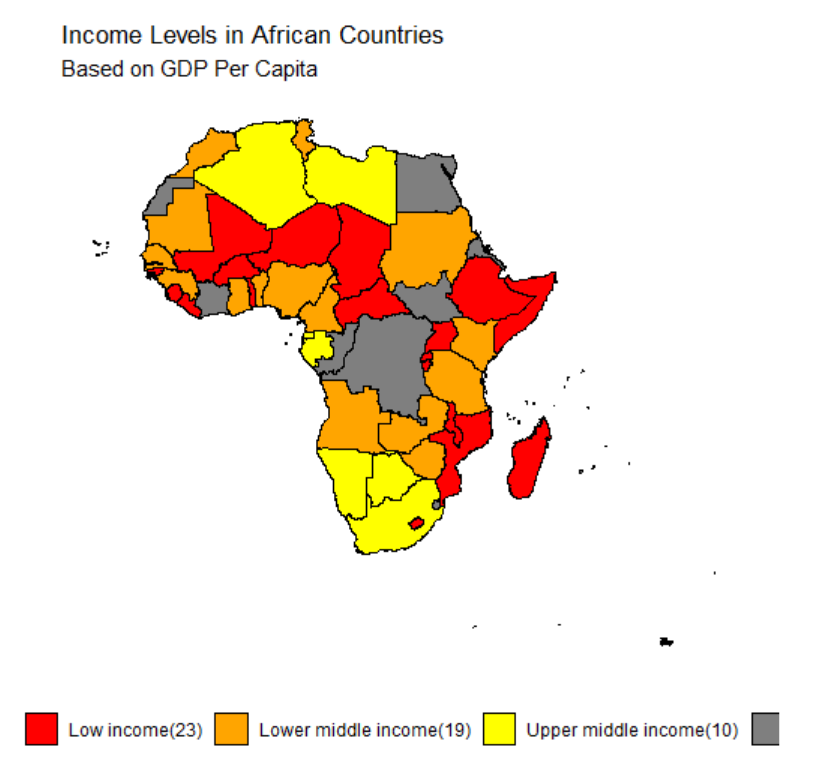 Income Levels in African Countries
Based on GDP Per Capita
Low income(23) Lower middle income(19) Upper middle income(10)